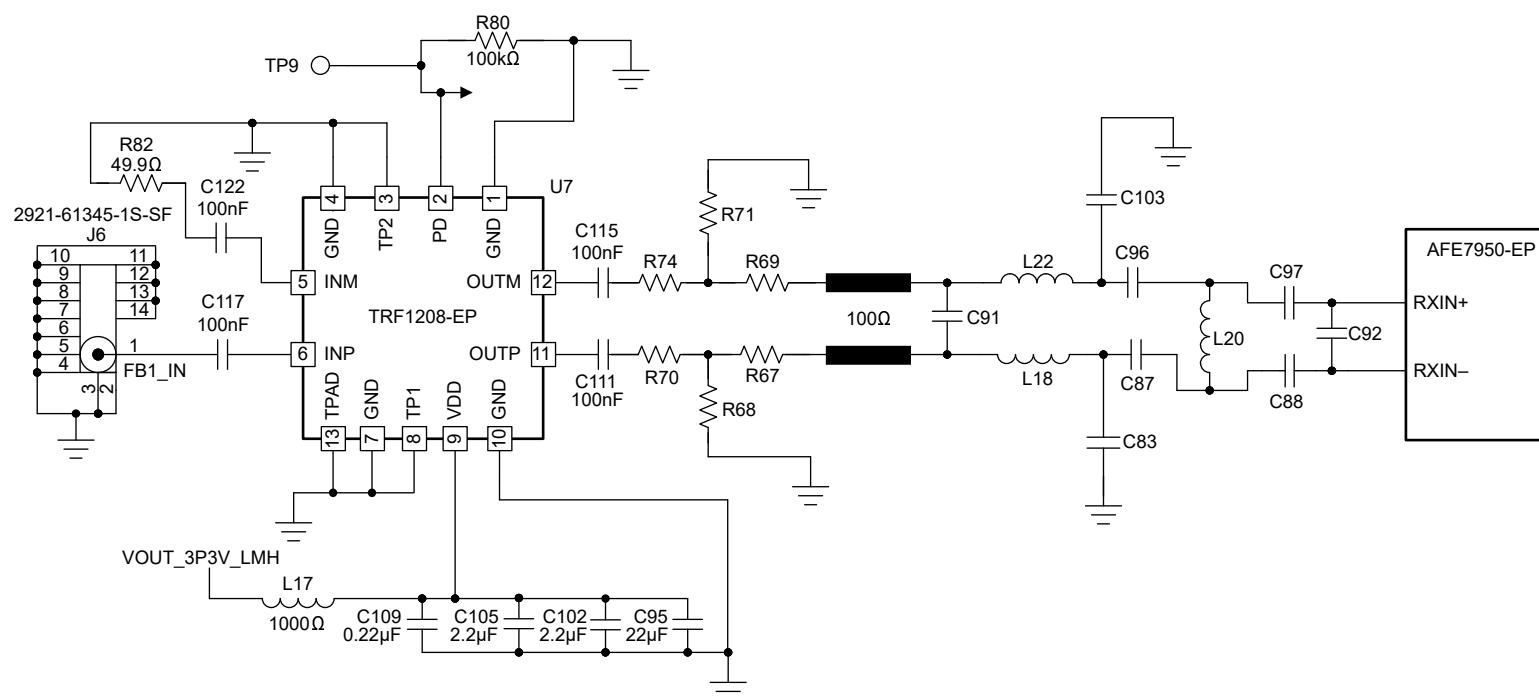 R80
100kΩ
TP9
R82
49.9Ω
C122
100nF
U7
2921-61345-1S-SF
J6
10
9
8
7
6
5
4
11
12
13
14
1
3
2
FB1_IN
C117
100nF
4
3
2
1
GND
TP2
PD
GND
5
INM
6
INP
TRF1208-EP
OUTM
12
OUTP
11
TPAD
GND
TP1
VDD
GND
13
7
8
9
10
C115
100nF
R74
R71
R69
C111
100nF
R70
R67
R68
100Ω
C91
L22
L18
C103
C96
C87
C83
L20
C97
C88
C92
AFE7950-EP
RXIN+
RXIN–
VOUT_3P3V_LMH
L17
1000Ω
C109
0.22µF
C105
2.2µF
C102
2.2µF
C95
22µF